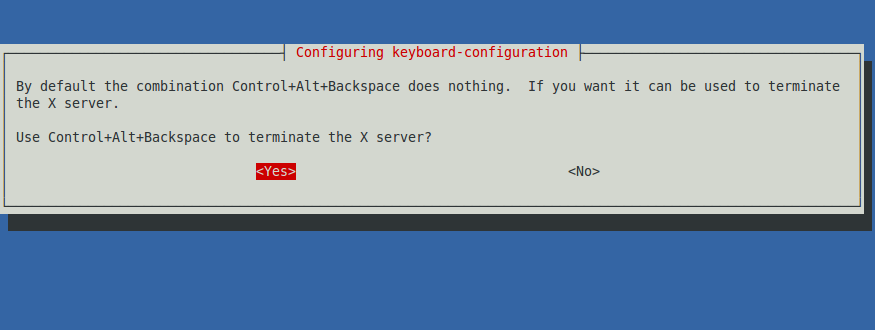 Configuring keyboard-configuration
By default the combination Control+Alt+Backspace does nothing.  If you want it can be used to terminate
the X server.
Use Control+Alt+Backspace to terminate the X server?
<Yes> <No>